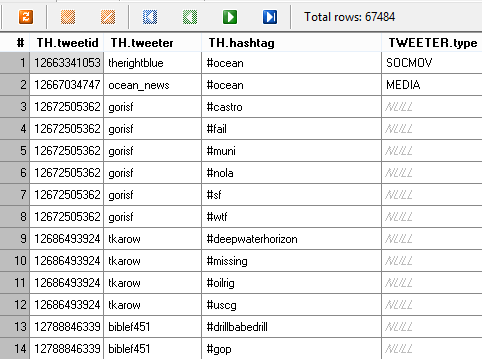 Total rows: 67484
# TH.tweetid TH.tweeter TH.hashtag TWEETER.type
1 12663341053 therightblue #ocean SOCMOV
2 12667034747 ocean_news #ocean MEDIA
3 12672505362 gorisf #castro NULL
4 12672505362 gorisf #fail NULL
5 12672505362 gorisf #muni NULL
6 12672505362 gorisf #nola NULL
7 12672505362 gorisf #sf NULL
8 12672505362 gorisf #wtf NULL
9 12686493924 tkarow #deepwaterhorizon NULL
10 12686493924 tkarow #missing NULL
11 12686493924 tkarow #oilrig NULL
12 12686493924 tkarow #uscg NULL
13 12788846339 biblef451 #drillbabedrill NULL
14 12788846339 biblef451 #gop NULL